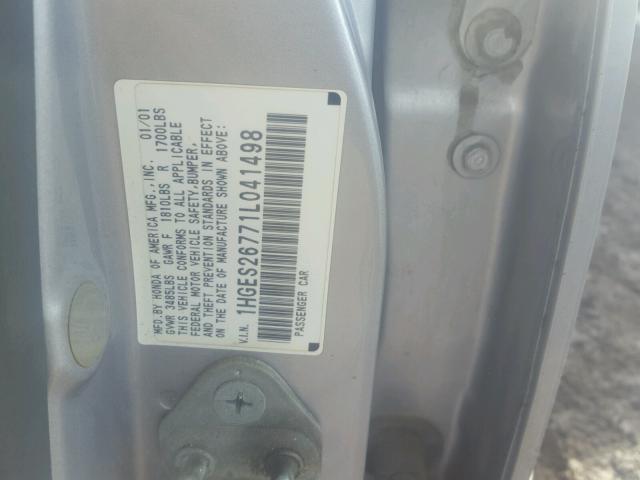 MFD.BY HONDA OF AMERICA MFG.,INC. 01/01
GVWR 3485LBS GAWR F 1810LBS R 1700LBS
THIS VEHICLE CONFORMS TO ALL APPLICABLE
FEDERAL MOTOR VEHICLE SAFETY,BUMPER,
AND THEFT PREVENTION STANDARDS IN EFFECT
ON THE DATE OF MANUFACTURE SHOWN ABOVE:
V.I.N. 1HGES26771L041498
PASSENGER CAR